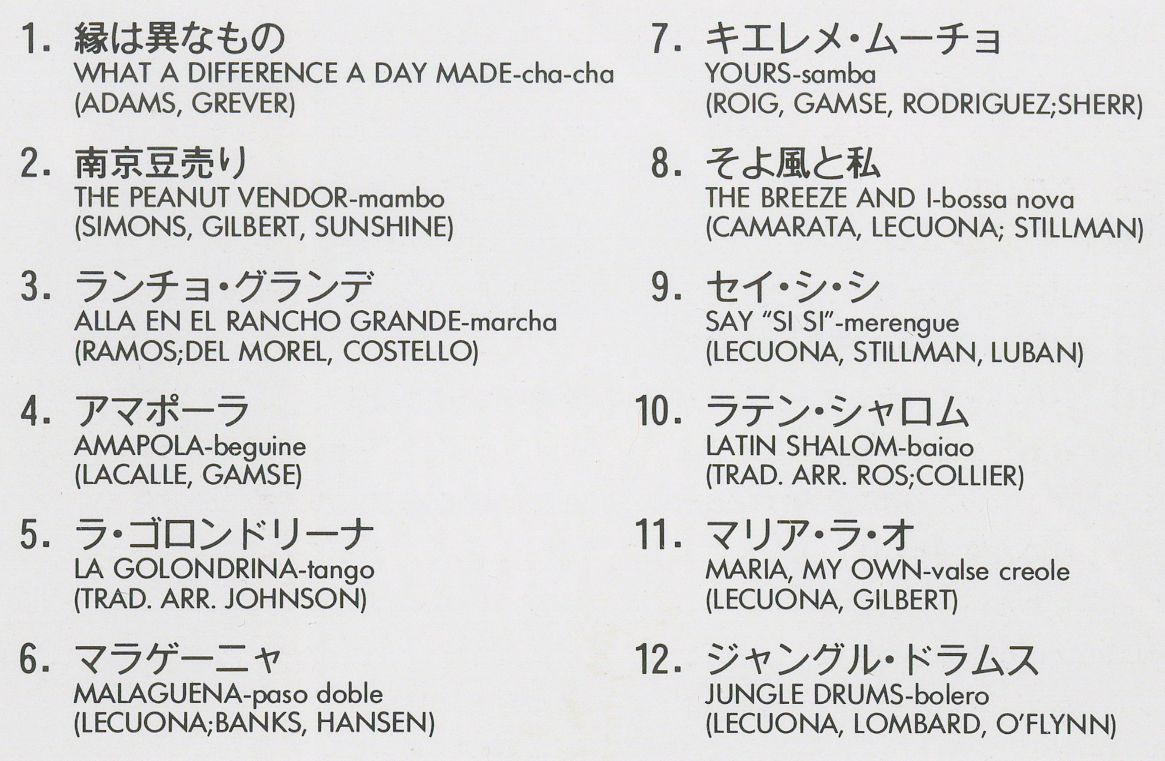 1. 縁は異なもの
WHAT A DIFFERENCE A DAY MADE-cha-cha
(ADAMS, GREVER)
2. 南京豆売り
THE PEANUT VENDOR-mambo
(SIMONS, GILBERT, SUNSHINE)
3. ランチョ・グランデ
ALLA EN EL RANCHO GRANDE-marcha
(RAMOS;DEL MOREL, COSTELLO)
4. アマポーラ
AMAPOLA-beguine
(LACALLE, GAMSE)
5. ラ・ゴロンドリーナ
LA GOLONDRINA-tango
(TRAD. ARR. JOHNSON)
6. マラゲーニャ
MALAGUENA-paso doble
(LECUONA;BANKS, HANSEN)
7. キエレメ・ムーチョ
YOURS-samba
(ROIG, GAMSE, RODRIGUEZ;SHERR)
8. そよ風と私
THE BREEZE AND I-bossa nova
(CAMARATA, LECUONA; STILLMAN)
9. セイ・シ・シ
SAY “SI SI”-merengue
(LECUONA, STILLMAN, LUBAN)
10. ラテン・シャロム
LATIN SHALOM-baiao
(TRAD. ARR. ROS;COLLIER)
11. マリア・ラ・オ
MARIA, MY OWN-valse creole
(LECUONA, GILBERT)
12. ジャングル・ドラムス
JUNGLE DRUMS-bolero
(LECUONA, LOMBARD, O’FLYNN)